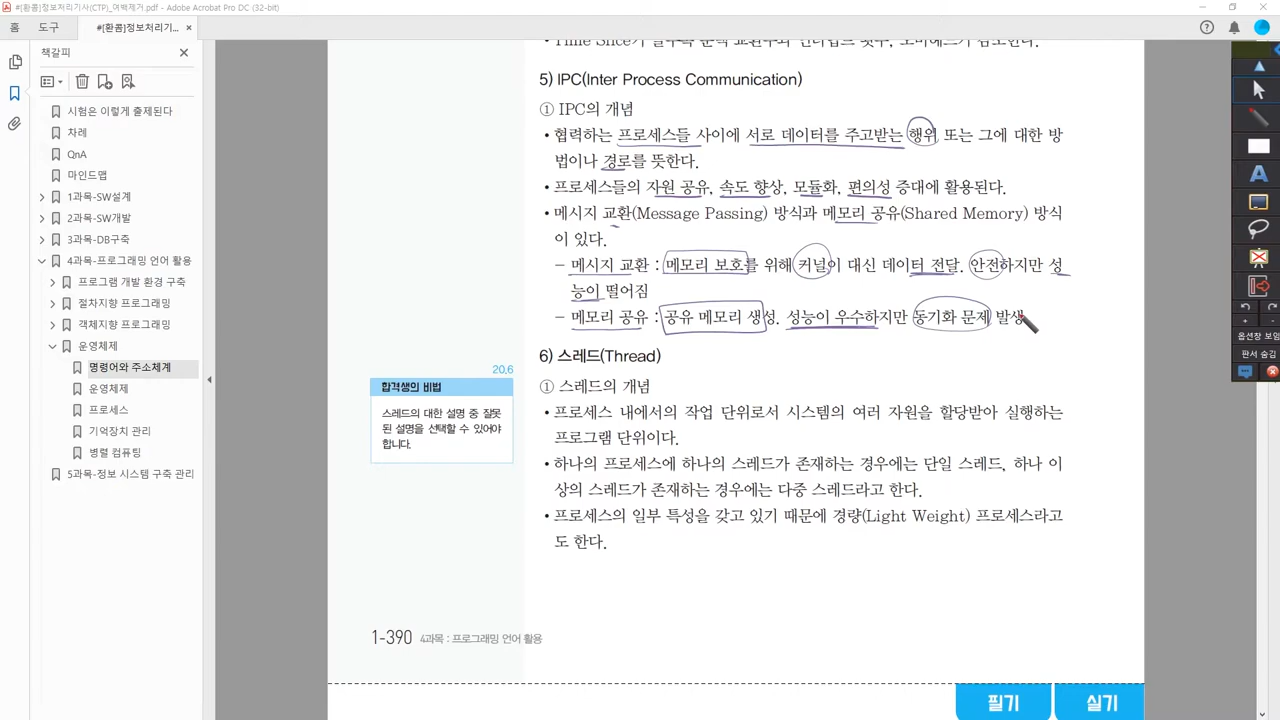 #[환콤]정보처리기사(CTP)_여백제거.pdf - Adobe Acrobat Pro DC (32-bit)
홈 도구 #[환콤]정보처리기... ×
책갈피
시험은 이렇게 출제된다
차례
QnA
마인드맵
1과목-SW설계
2과목-SW개발
3과목-DB구축
4과목-프로그래밍 언어 활용
프로그램 개발 환경 구축
절차지향 프로그래밍
객체지향 프로그래밍
운영체제
명령어와 주소체계
운영체제
프로세스
기억장치 관리
병렬 컴퓨팅
5과목-정보 시스템 구축 관리
5) IPC(Inter Process Communication)
① IPC의 개념
• 협력하는 프로세스들 사이에 서로 데이터를 주고받는 행위 또는 그에 대한 방
법이나 경로를 뜻한다.
• 프로세스들의 자원 공유, 속도 향상, 모듈화, 편의성 증대에 활용된다.
• 메시지 교환(Message Passing) 방식과 메모리 공유(Shared Memory) 방식
이 있다.
– 메시지 교환 : 메모리 보호를 위해 커널이 대신 데이터 전달. 안전하지만 성
능이 떨어짐
– 메모리 공유 : 공유 메모리 생성. 성능이 우수하지만 동기화 문제 발생
6) 스레드(Thread)
① 스레드의 개념
• 프로세스 내에서의 작업 단위로서 시스템의 여러 자원을 할당받아 실행하는
프로그램 단위이다.
• 하나의 프로세스에 하나의 스레드가 존재하는 경우에는 단일 스레드, 하나 이
상의 스레드가 존재하는 경우에는 다중 스레드라고 한다.
• 프로세스의 일부 특성을 갖고 있기 때문에 경량(Light Weight) 프로세스라고
도 한다.
20.6
합격생의 비법
스레드의 대한 설명 중 잘못
된 설명을 선택할 수 있어야
합니다.
1-390 4과목 : 프로그래밍 언어 활용
필기 실기
옵션창 보임
판서 숨김